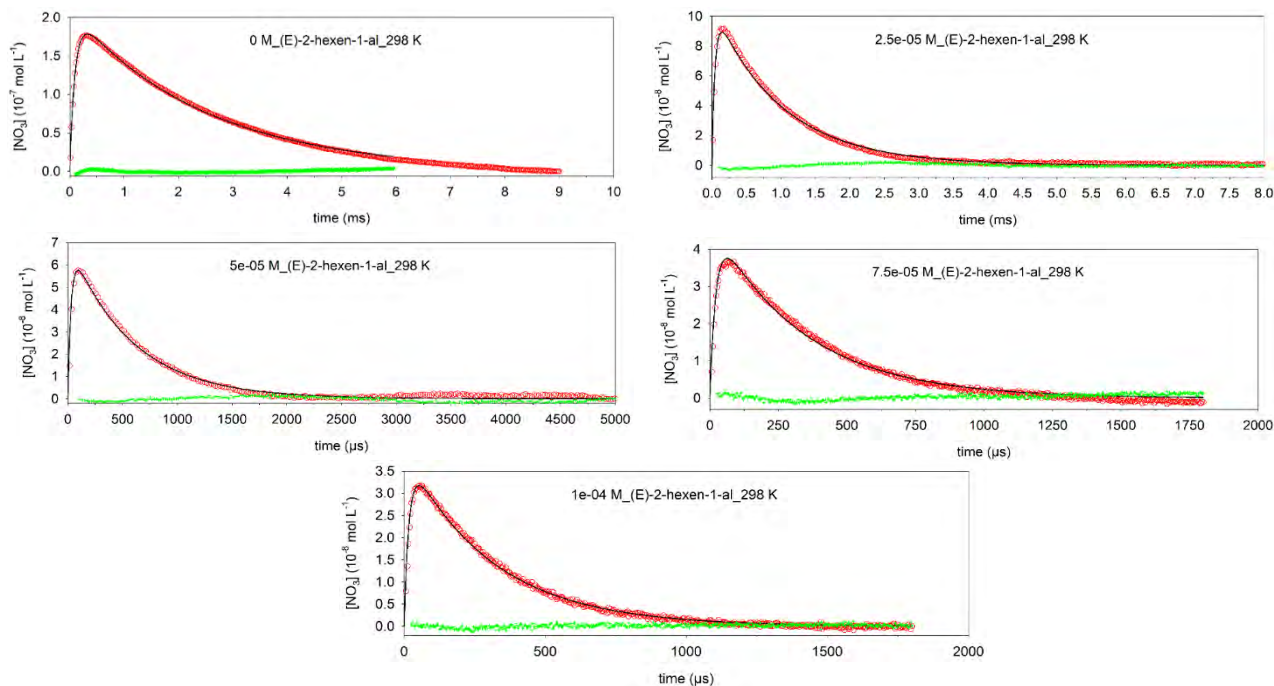 0 M_(E)-2-hexen-1-al_298 K
[NO₃] (10⁻⁷ mol L⁻¹)
2.0
1.5
1.0
0.5
0.0
0 1 2 3 4 5 6 7 8 9 10
time (ms)
2.5e-05 M_(E)-2-hexen-1-al_298 K
[NO₃] (10⁻⁸ mol L⁻¹)
10
8
6
4
2
0
0.0 0.5 1.0 1.5 2.0 2.5 3.0 3.5 4.0 4.5 5.0 5.5 6.0 6.5 7.0 7.5 8.0
time (ms)
5e-05 M_(E)-2-hexen-1-al_298 K
[NO₃] (10⁻⁸ mol L⁻¹)
7
6
5
4
3
2
1
0
0 500 1000 1500 2000 2500 3000 3500 4000 4500 5000
time (µs)
7.5e-05 M_(E)-2-hexen-1-al_298 K
[NO₃] (10⁻⁸ mol L⁻¹)
4
3
2
1
0
0 250 500 750 1000 1250 1500 1750 2000
time (µs)
1e-04 M_(E)-2-hexen-1-al_298 K
[NO₃] (10⁻⁸ mol L⁻¹)
3.5
3.0
2.5
2.0
1.5
1.0
0.5
0.0
0 500 1000 1500 2000
time (µs)